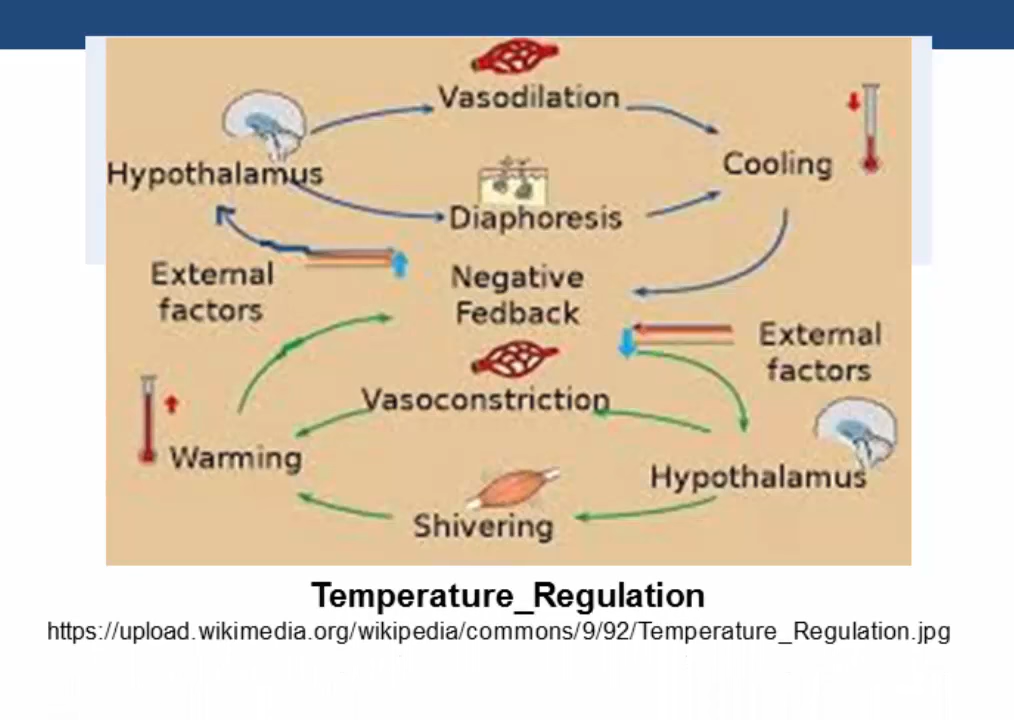 Vasodilation
Cooling
Hypothalamus
Diaphoresis
External
factors
Negative
Fedback
External
factors
Vasoconstriction
Warming
Hypothalamus
Shivering
Temperature_Regulation
https://upload.wikimedia.org/wikipedia/commons/9/92/Temperature_Regulation.jpg